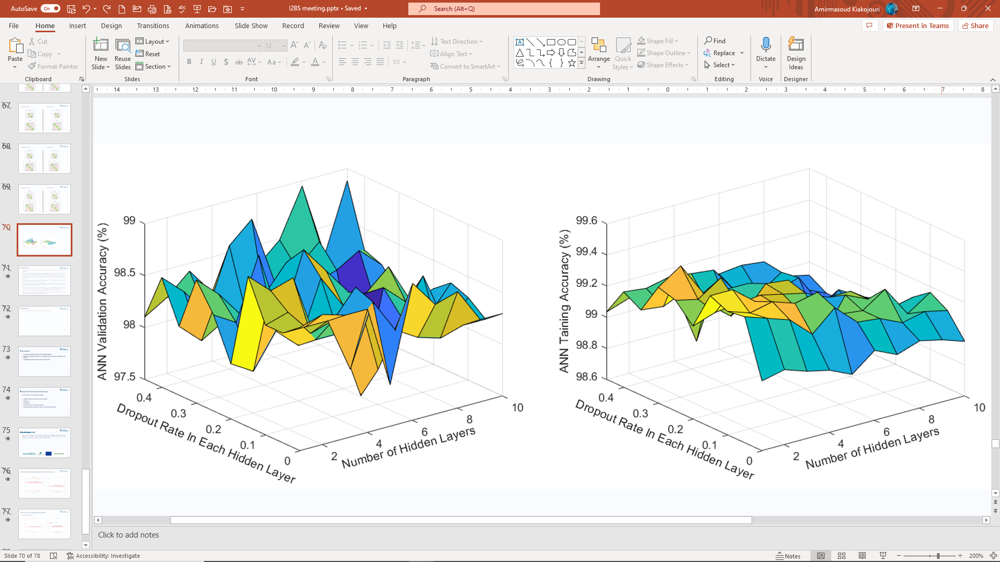 AutoSave On I2BS meeting.pptx • Saved Search (Alt+Q) Amirmasoud Kiakojouri
File Home Insert Design Transitions Animations Slide Show Record Review View Help Present in Teams Share
Paste Cut Copy Format Painter
Clipboard
New Slide Reuse Slides Layout Reset Section
Slides
12
B I U S ab AV Aa A
Font
Text Direction Align Text Convert to SmartArt
Paragraph
Arrange Quick Styles Shape Fill Shape Outline Shape Effects
Drawing
Find Replace Select
Editing
Dictate
Voice
Design Ideas
Designer
14 13 12 11 10 9 8 7 6 5 4 3 2 1 0 1 2 3 4 5 6 7 8
67
68
69
70
71
72
73
74
75
76
77
ANN Validation Accuracy (%)
99
98.5
98
97.5
0.4
0.3
0.2
0.1
0
Dropout Rate In Each Hidden Layer
2
4
6
8
10
Number of Hidden Layers
ANN Taining Accuracy (%)
99.6
99.4
99.2
99
98.8
98.6
0.4
0.3
0.2
0.1
0
Dropout Rate In Each Hidden Layer
2
4
6
8
10
Number of Hidden Layers
Click to add notes
Slide 70 of 78 Accessibility: Investigate Notes 200%